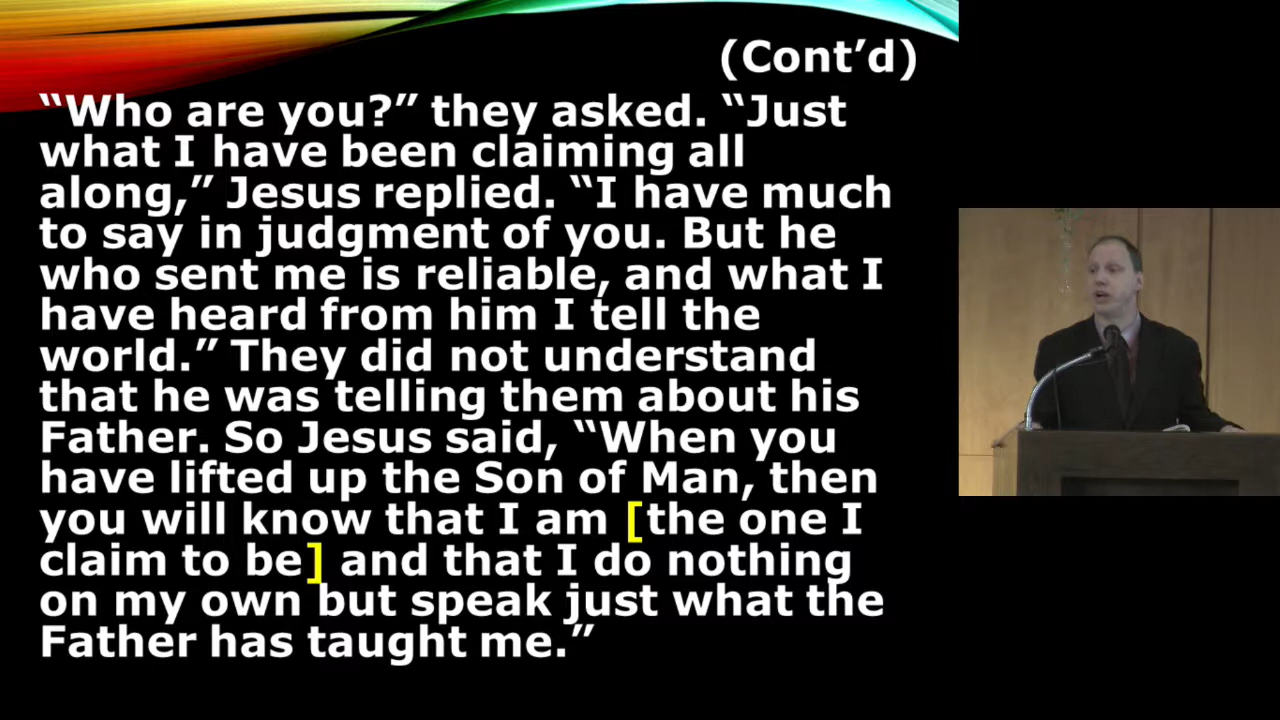 (Cont’d)
“Who are you?” they asked. “Just
what I have been claiming all
along,” Jesus replied. “I have much
to say in judgment of you. But he
who sent me is reliable, and what I
have heard from him I tell the
world.” They did not understand
that he was telling them about his
Father. So Jesus said, “When you
have lifted up the Son of Man, then
you will know that I am [the one I
claim to be] and that I do nothing
on my own but speak just what the
Father has taught me.”